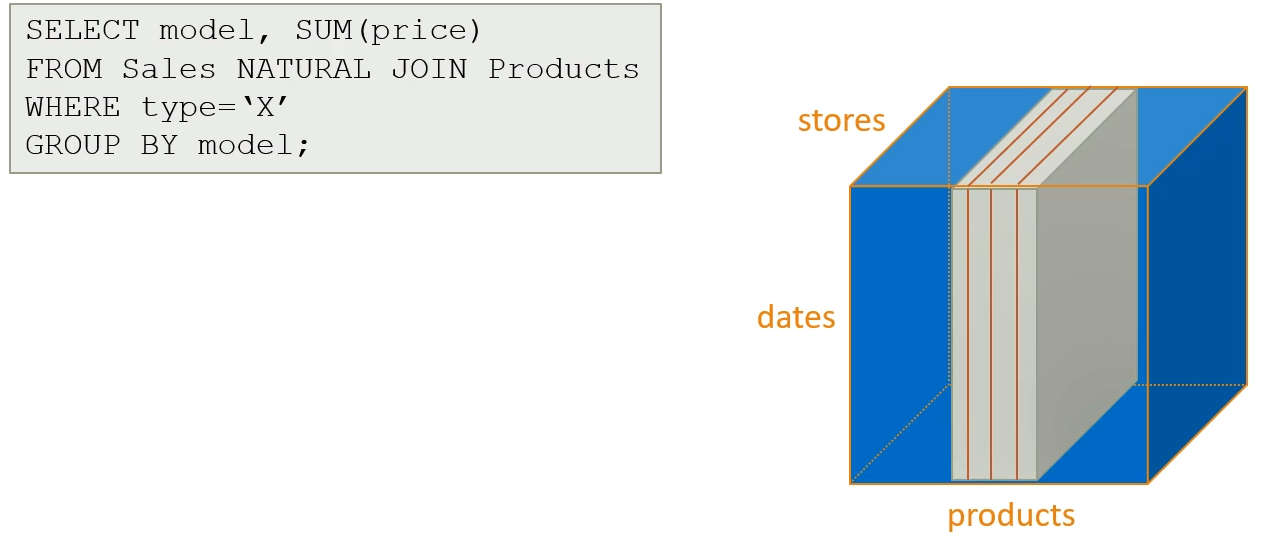 SELECT model, SUM(price)
FROM Sales NATURAL JOIN Products
WHERE type=‘X’
GROUP BY model;
stores
dates
products